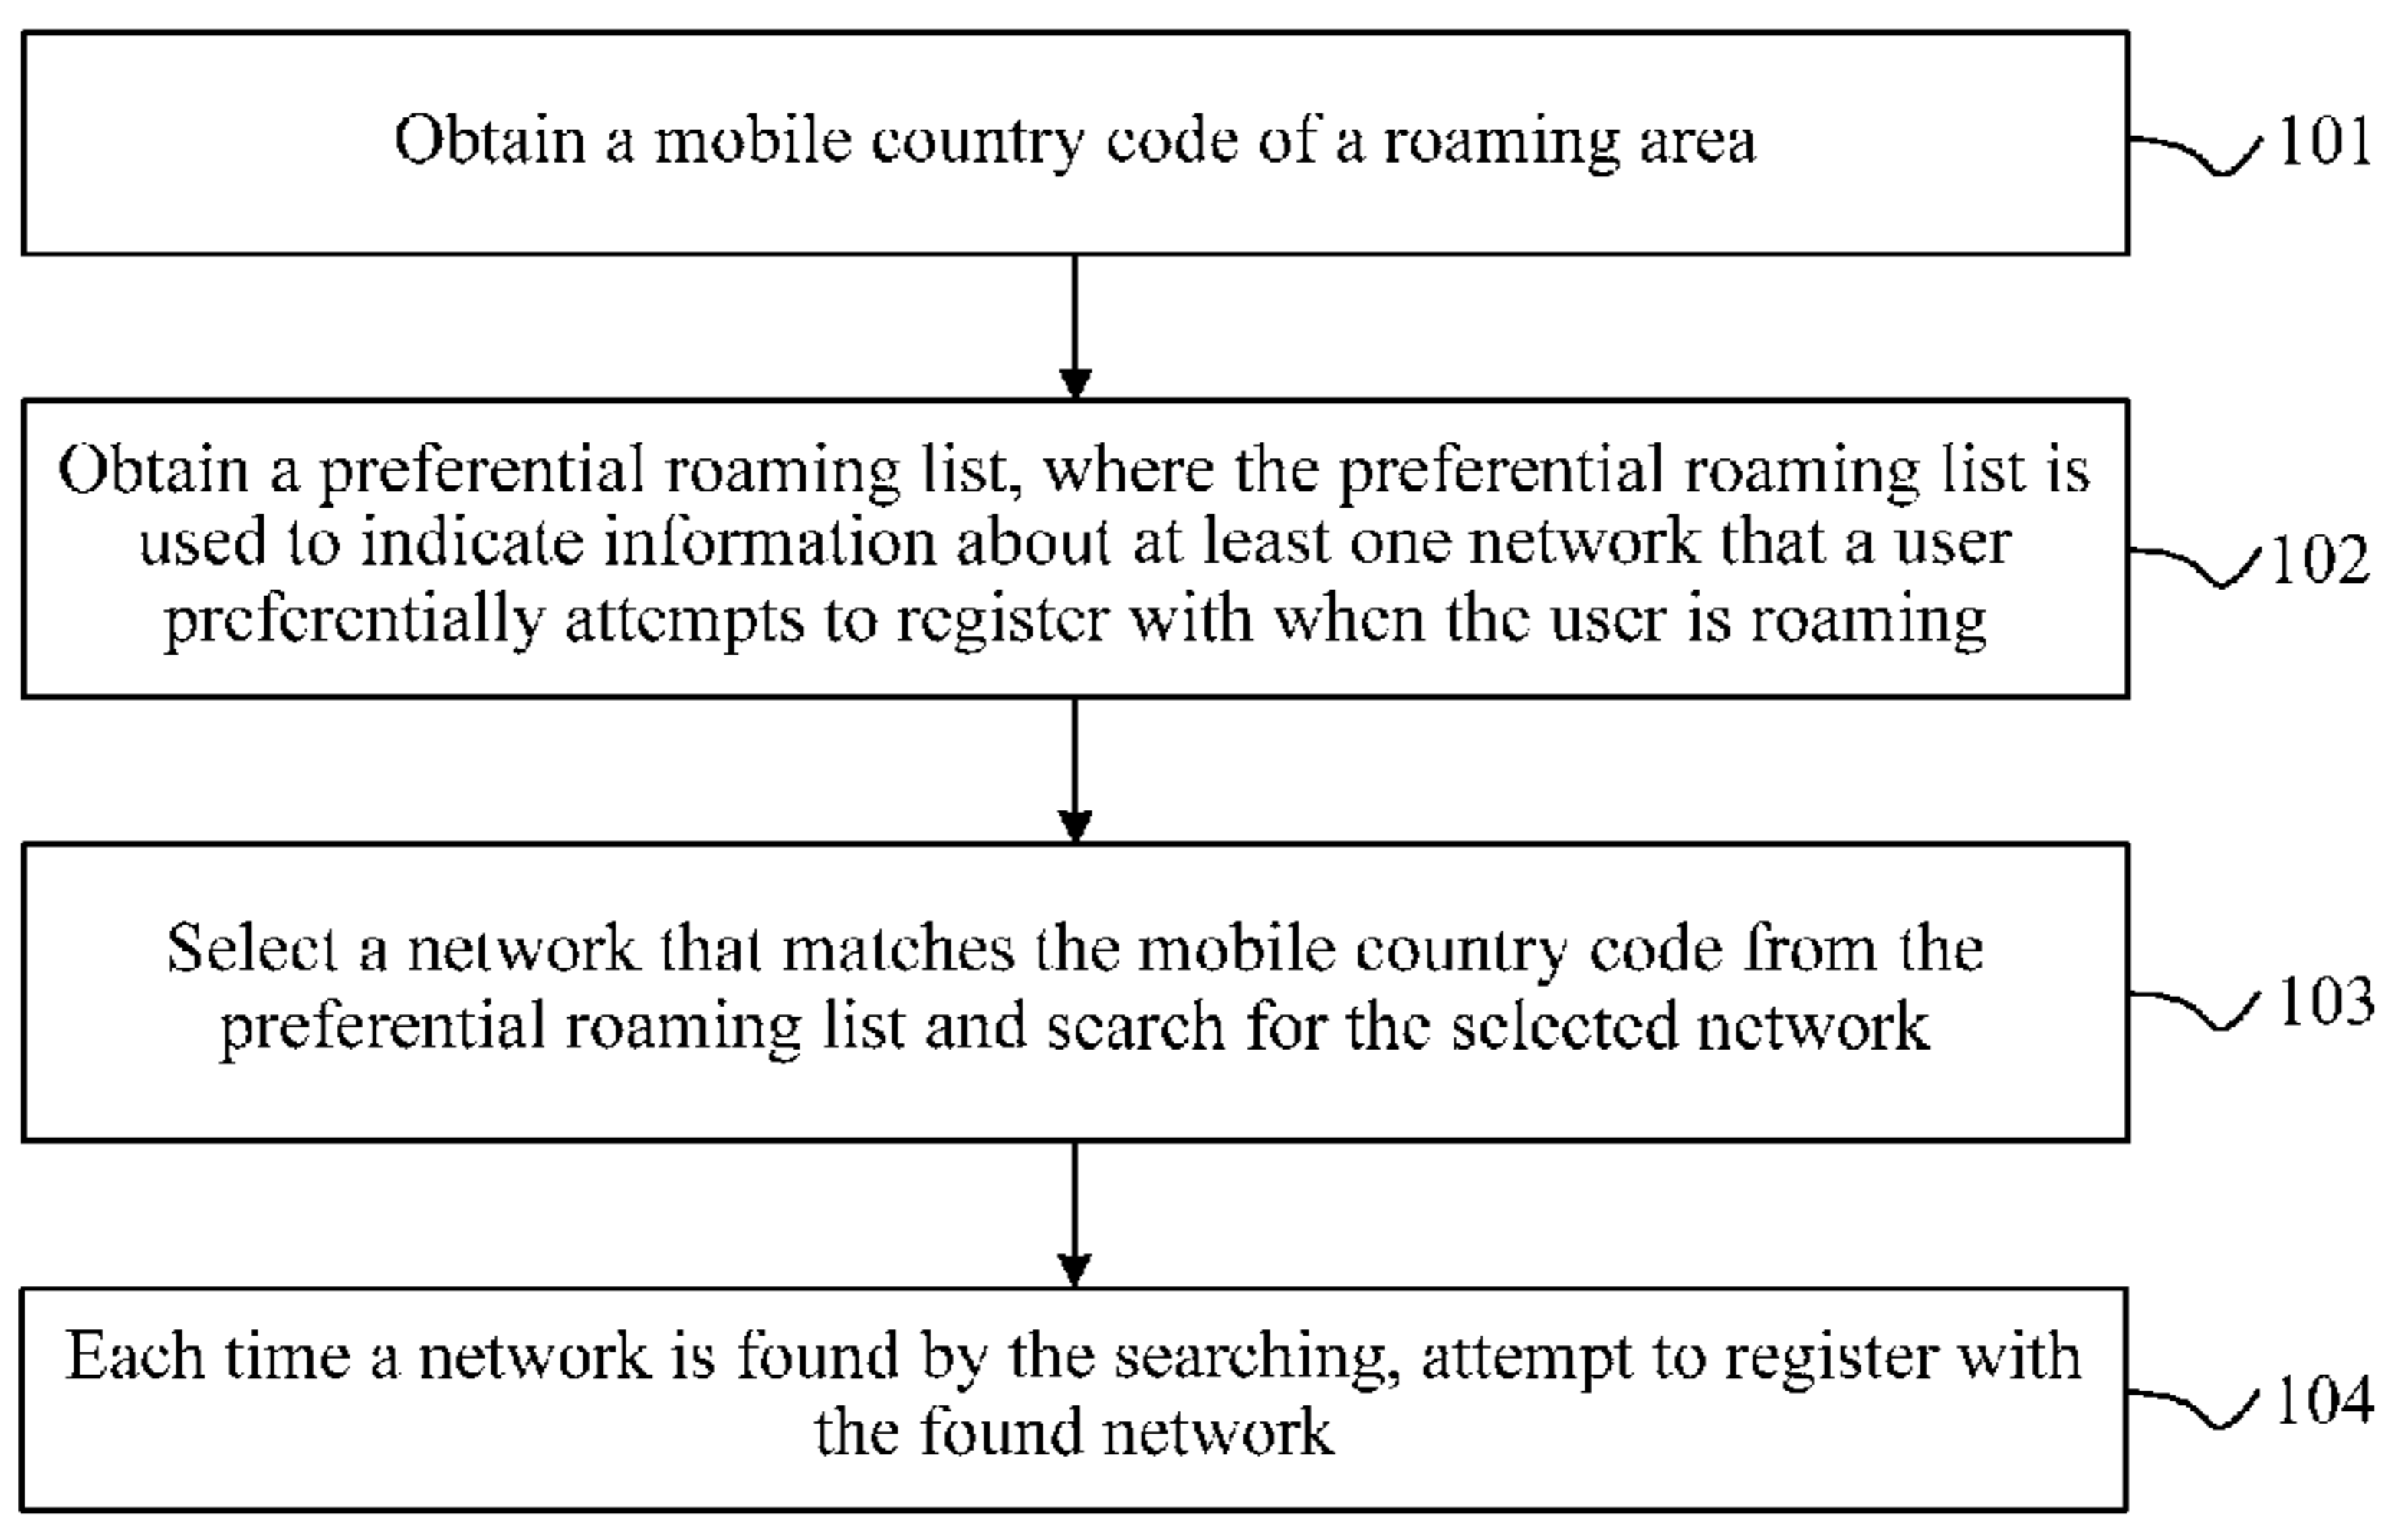 Obtain a mobile country code of a roaming area
101
Obtain a preferential roaming list, where the preferential roaming list is
used to indicate information about at least one network that a user
preferentially attempts to register with when the user is roaming
102
Select a network that matches the mobile country code from the
preferential roaming list and search for the selected network
103
Each time a network is found by the searching, attempt to register with
the found network
104